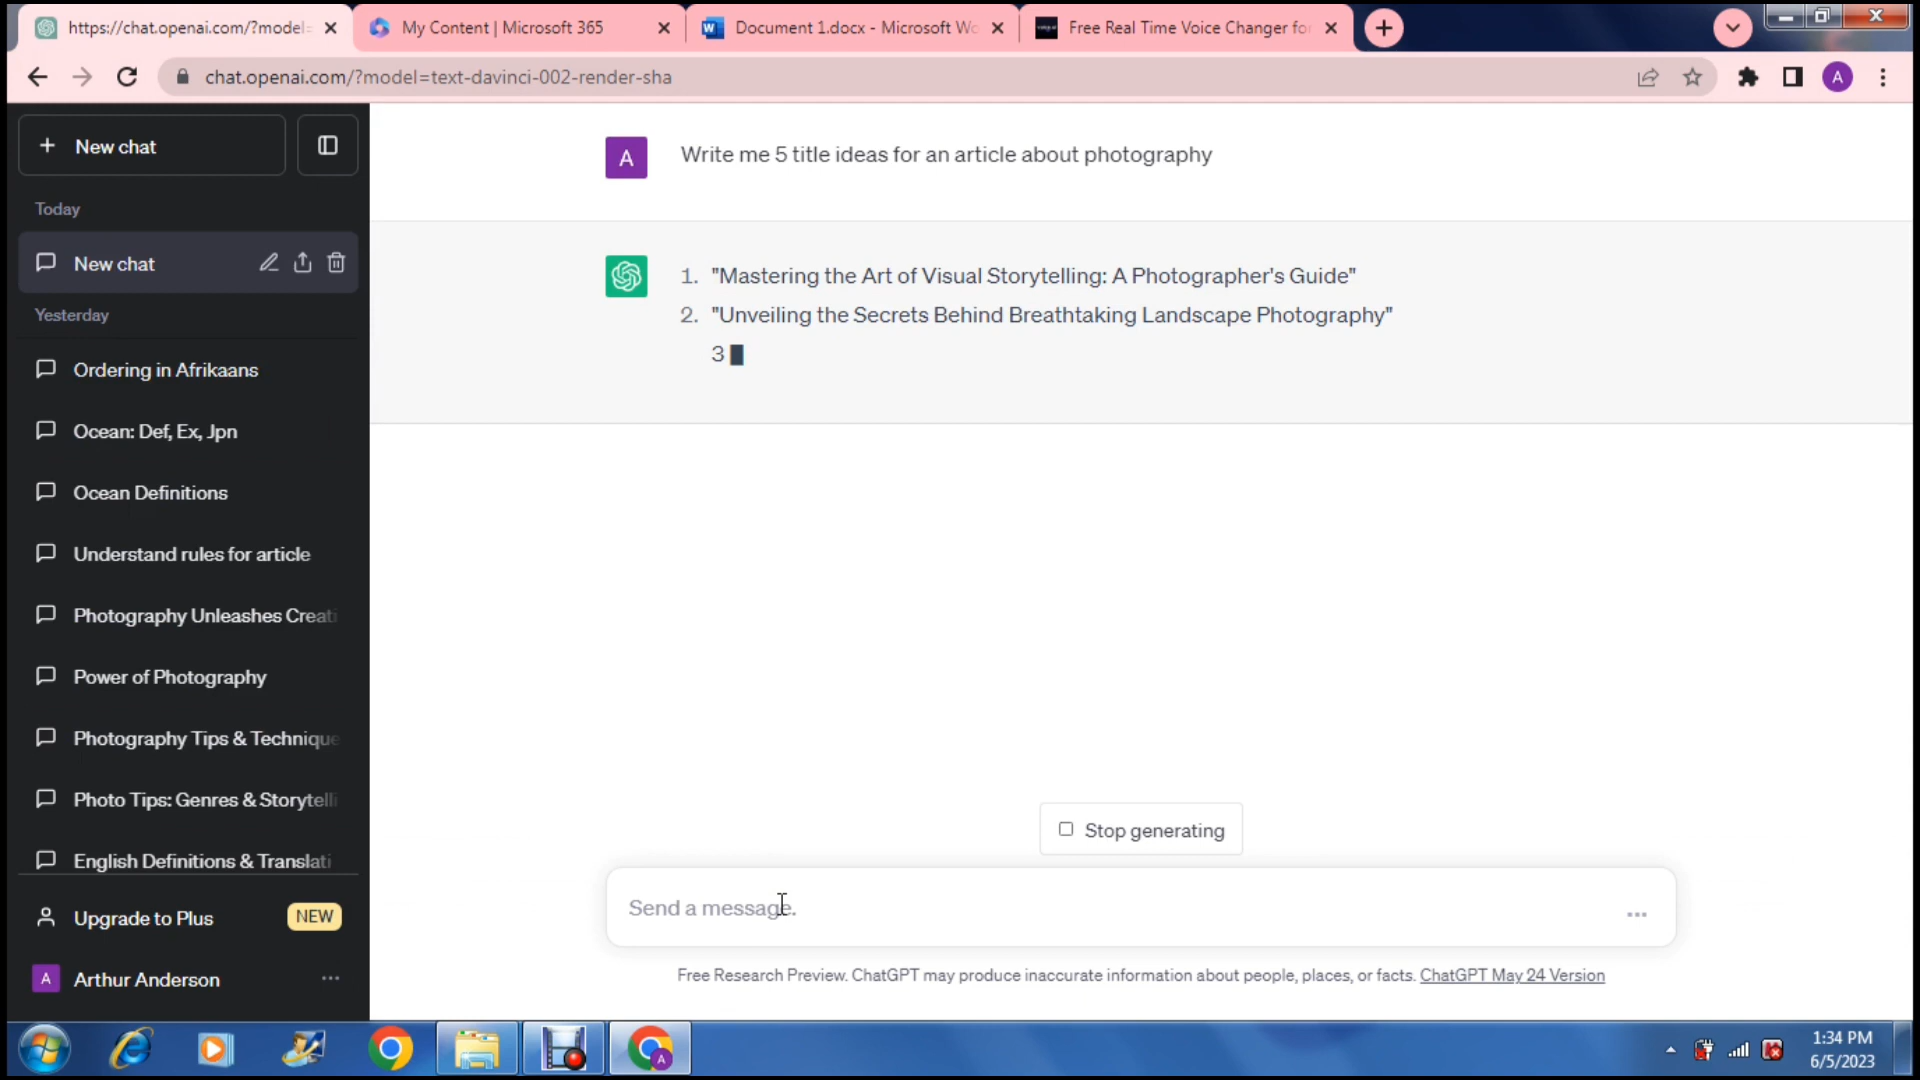 https://chat.openai.com/?model=
My Content | Microsoft 365
Document 1.docx - Microsoft Wo
Free Real Time Voice Changer for
A
chat.openai.com/?model=text-davinci-002-render-sha
New chat
A
Write me 5 title ideas for an article about photography
Today
New chat
1. "Mastering the Art of Visual Storytelling: A Photographer's Guide"
2. "Unveiling the Secrets Behind Breathtaking Landscape Photography"
3
Yesterday
Ordering in Afrikaans
Ocean: Def, Ex, Jpn
Ocean Definitions
Understand rules for article
Photography Unleashes Creati
Power of Photography
Photography Tips & Technique
Photo Tips: Genres & Storytelli
English Definitions & Translati
Stop generating
Send a message.
Upgrade to Plus
NEW
A
Arthur Anderson
Free Research Preview. ChatGPT may produce inaccurate information about people, places, or facts. ChatGPT May 24 Version
A
1:34 PM
6/5/2023